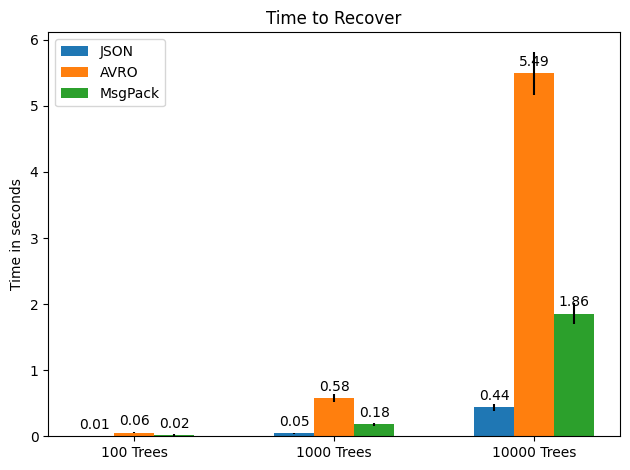 Time to Recover
JSON
AVRO
MsgPack
Time in seconds
6
5
4
3
2
1
0
0.01
0.06
0.02
0.05
0.58
0.18
0.44
5.49
1.86
100 Trees
1000 Trees
10000 Trees